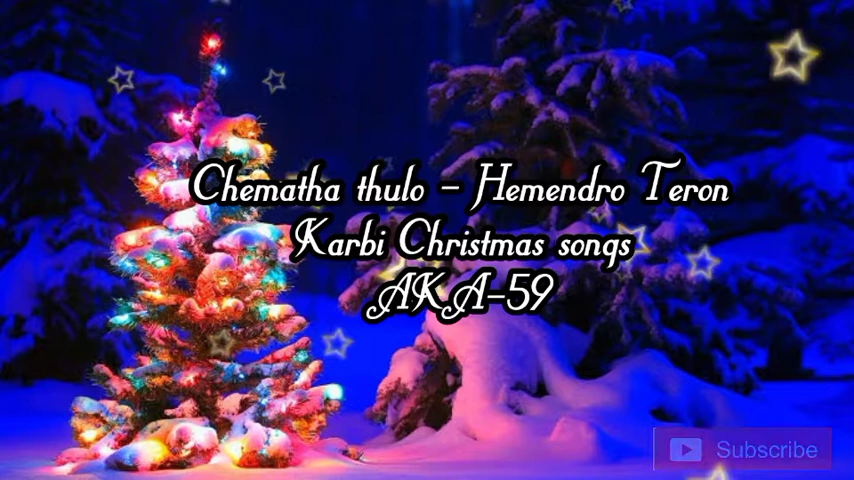 Chematha thulo - Hemendro Teron
Karbi Christmas songs
AKA-59
Subscribe